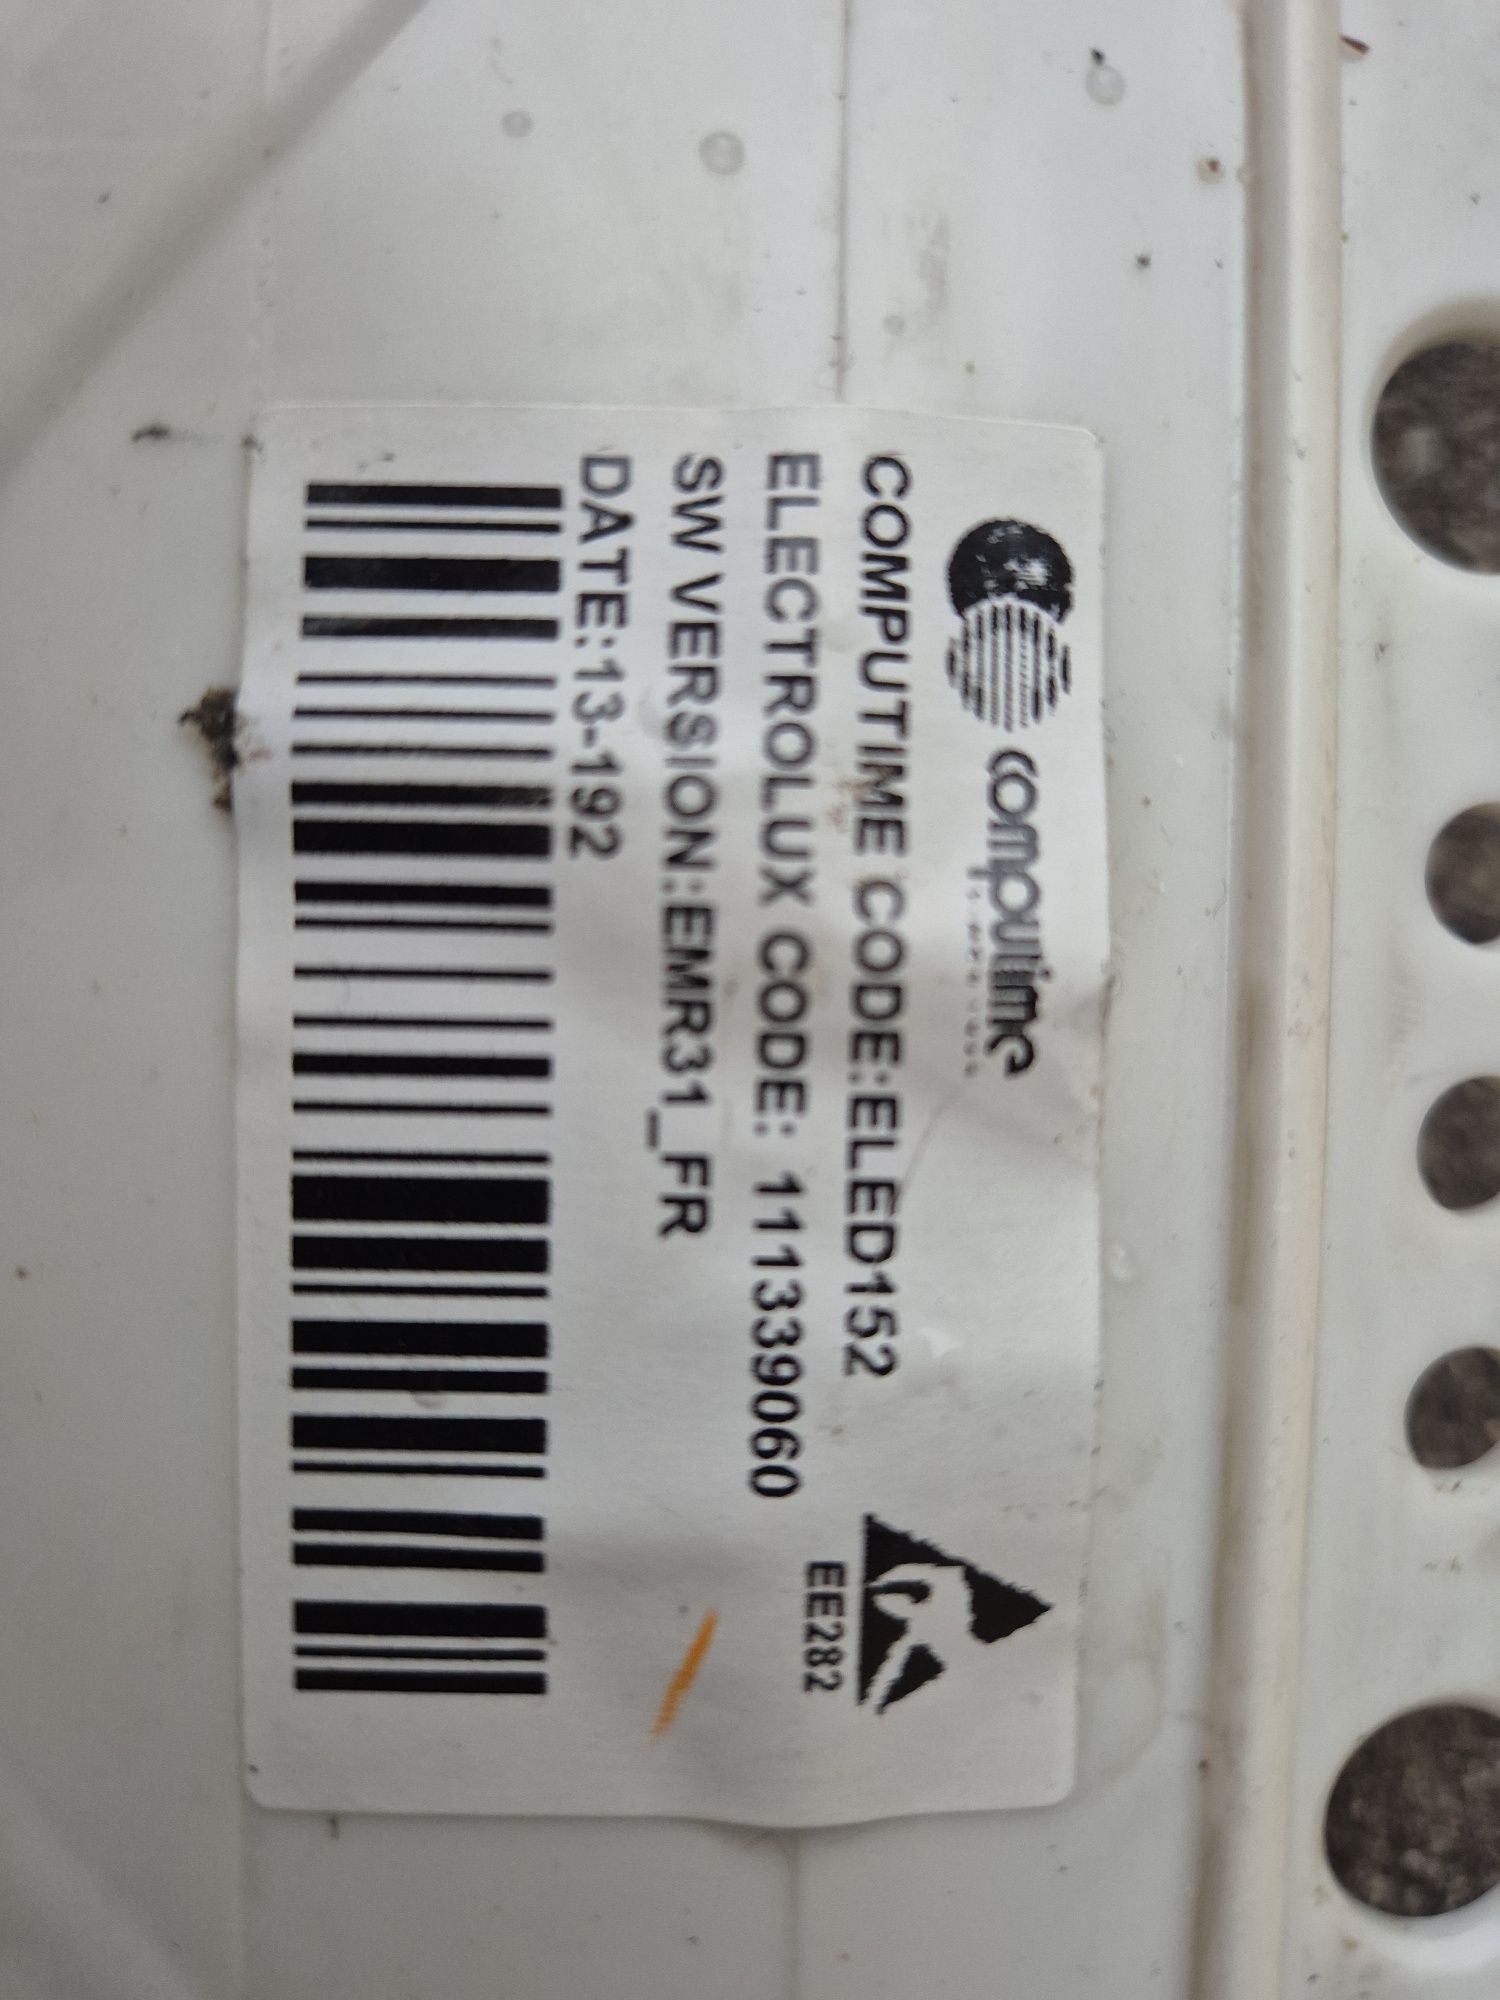 computime
COMPUTIME CODE:ELED152
ELECTROLUX CODE: 111339060
EE282
SW VERSION:EMR31_FR
DATE:13-192